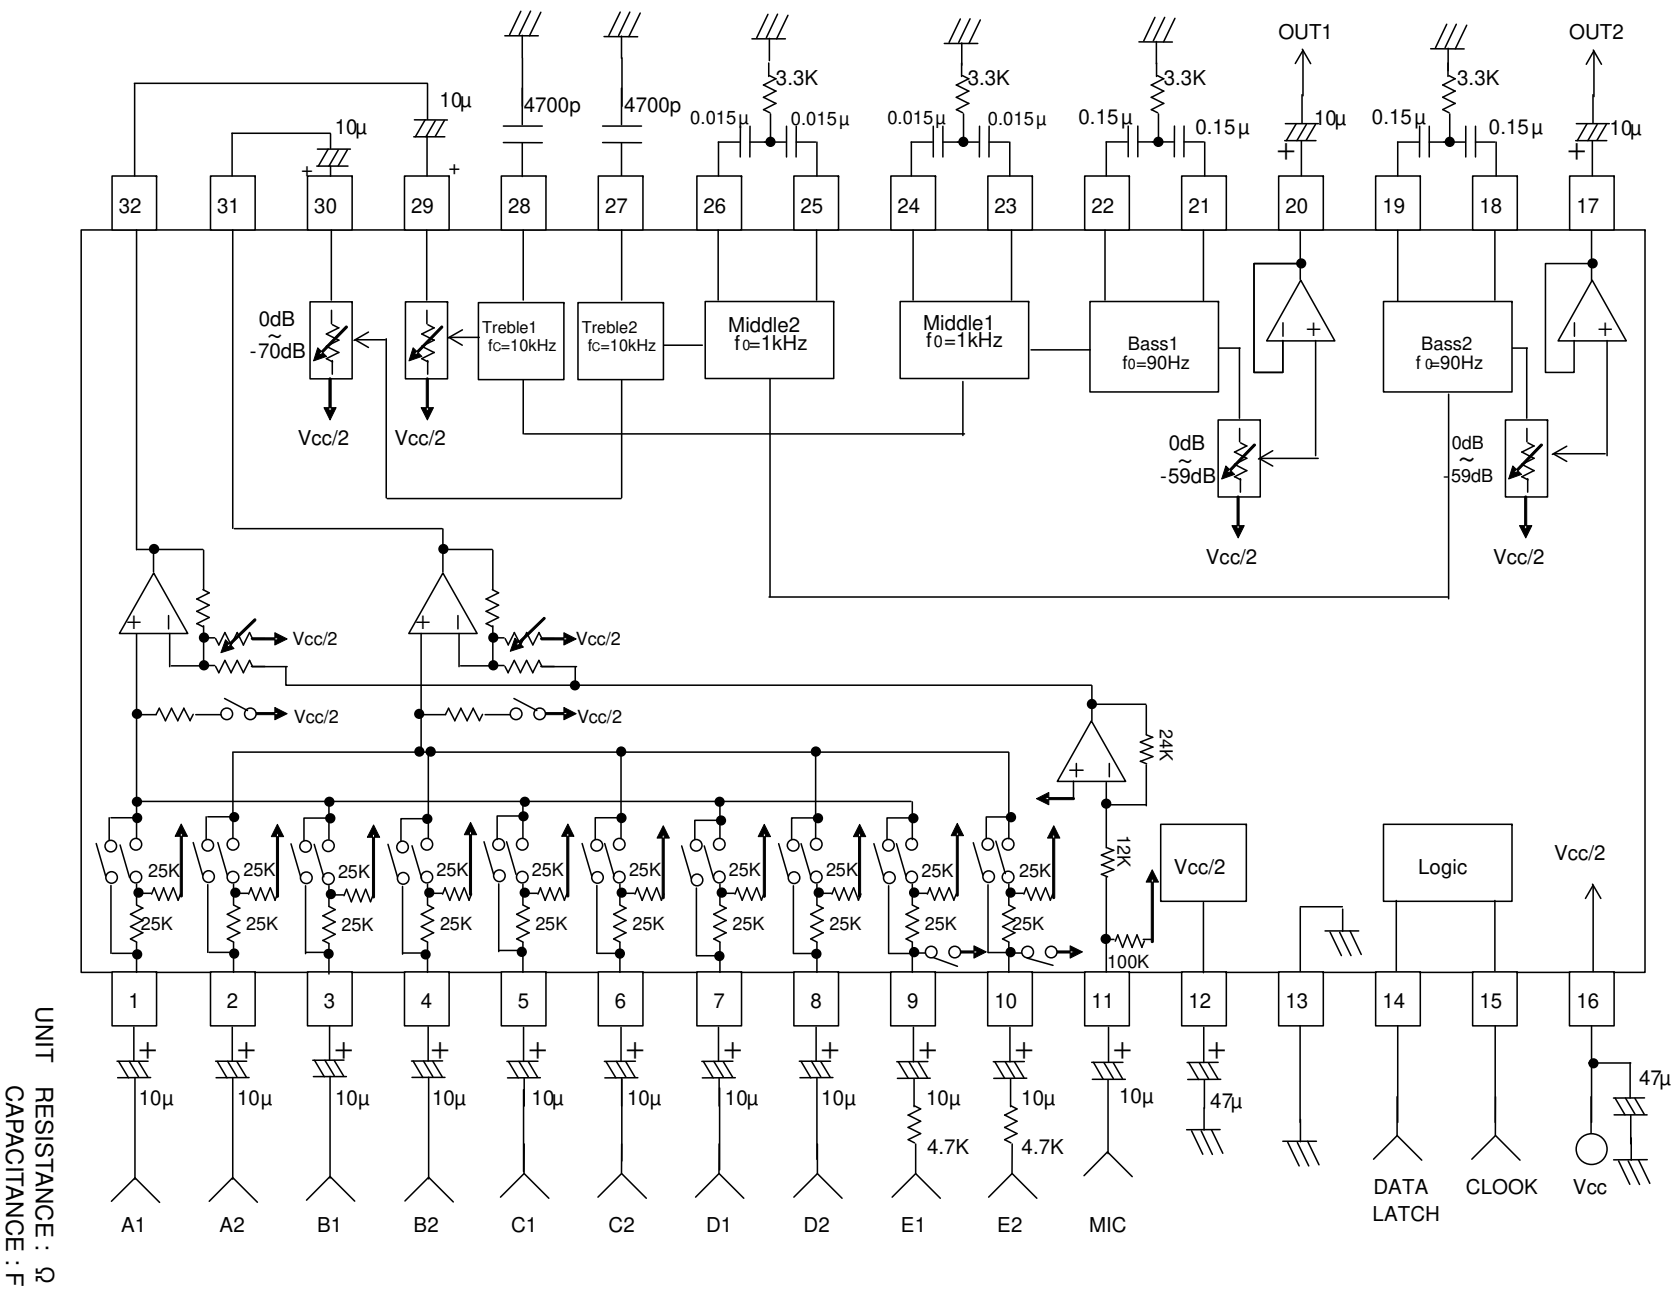 OUT1 OUT2
4700p 4700p 3.3K 3.3K 3.3K 3.3K
10μ 10μ 0.015μ 0.015μ 0.015μ 0.015μ 0.15μ 0.15μ 10μ 0.15μ 0.15μ 10μ
+ + + +
32 31 30 29 28 27 26 25 24 23 22 21 20 19 18 17
0dB
~
-70dB
Vcc/2
Vcc/2
Treble1
fC=10kHz
Treble2
fC=10kHz
Middle2
f0=1kHz
Middle1
f0=1kHz
Bass1
f0=90Hz
Bass2
f0=90Hz
− +
− +
0dB
~
-59dB
Vcc/2
0dB
~
-59dB
Vcc/2
+ −
+ −
Vcc/2
Vcc/2
Vcc/2
Vcc/2
+ −
24K
12K
100K
25K 25K 25K 25K 25K 25K 25K 25K 25K 25K
25K 25K 25K 25K 25K 25K 25K 25K 25K 25K
Vcc/2
Logic
Vcc/2
1 2 3 4 5 6 7 8 9 10 11 12 13 14 15 16
+ + + + + + + + + + + +
10μ 10μ 10μ 10μ 10μ 10μ 10μ 10μ 10μ 10μ 10μ 47μ 47μ
4.7K 4.7K
A1 A2 B1 B2 C1 C2 D1 D2 E1 E2 MIC
DATA
LATCH
CLOOK
Vcc
UNIT RESISTANCE : Ω
CAPACITANCE : F